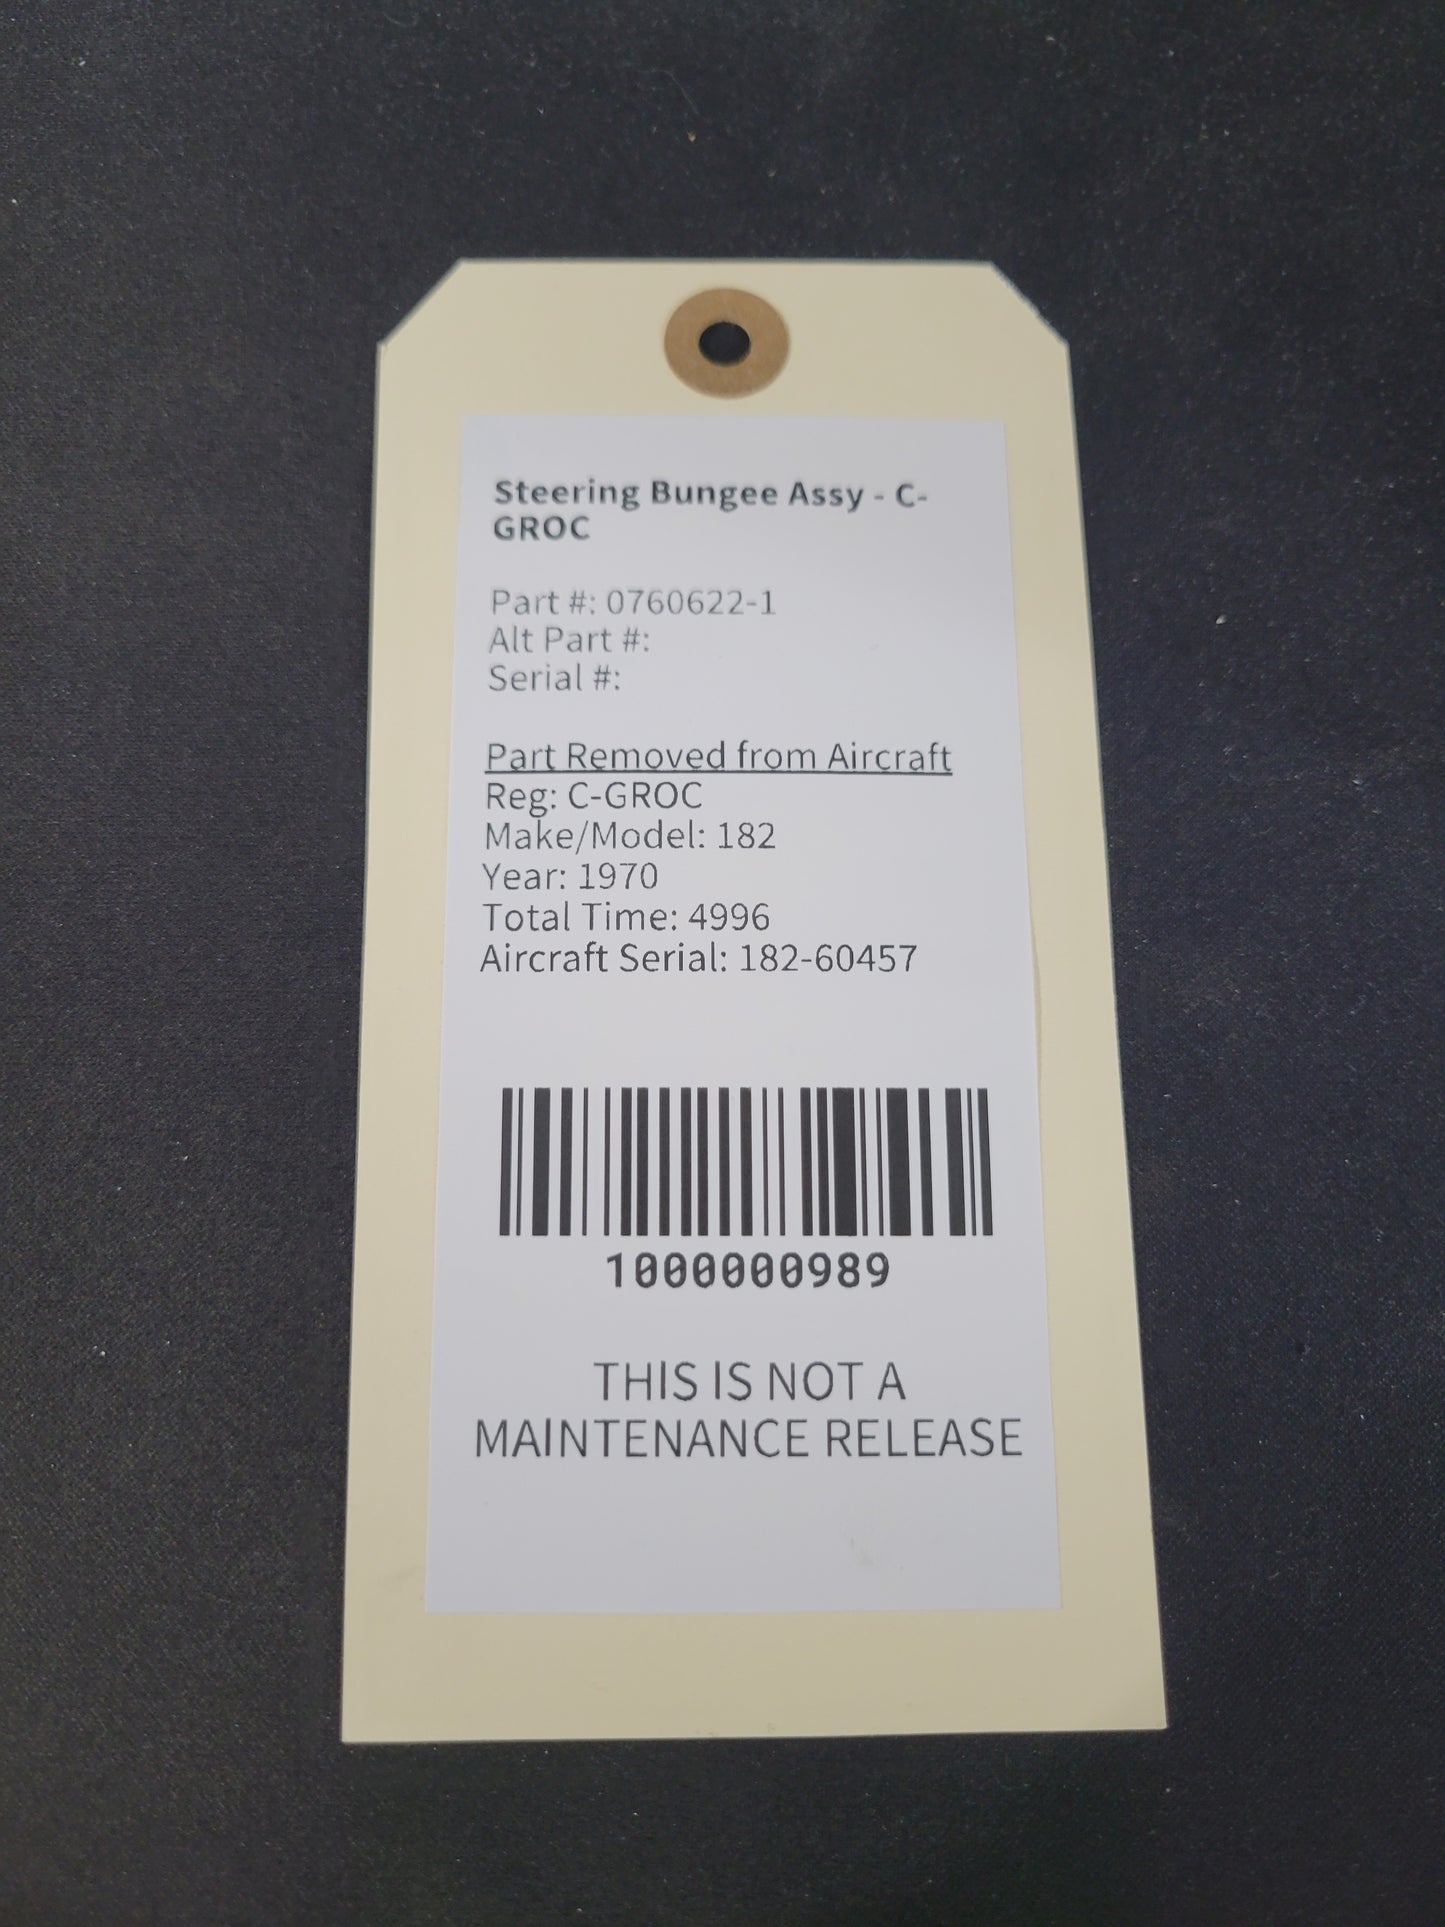 Steering Bungee Assy - C-
GROC
Part #: 0760622-1
Alt Part #:
Serial #:
Part Removed from Aircraft
Reg: C-GROC
Make/Model: 182
Year: 1970
Total Time: 4996
Aircraft Serial: 182-60457
1000000989
THIS IS NOT A
MAINTENANCE RELEASE